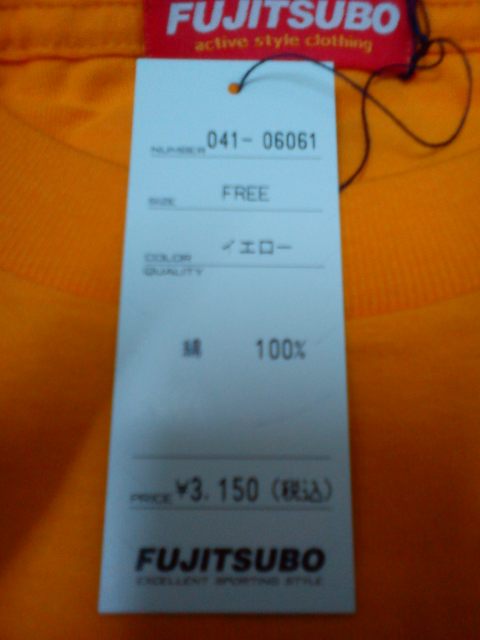 FUJITSUBO
active style clothing
NUMBER 041-06061
SIZE FREE
COLOR イエロー
QUALITY
綿 100%
PRICE ¥3,150(税込)
FUJITSUBO
EXCELLENT SPORTING STYLE